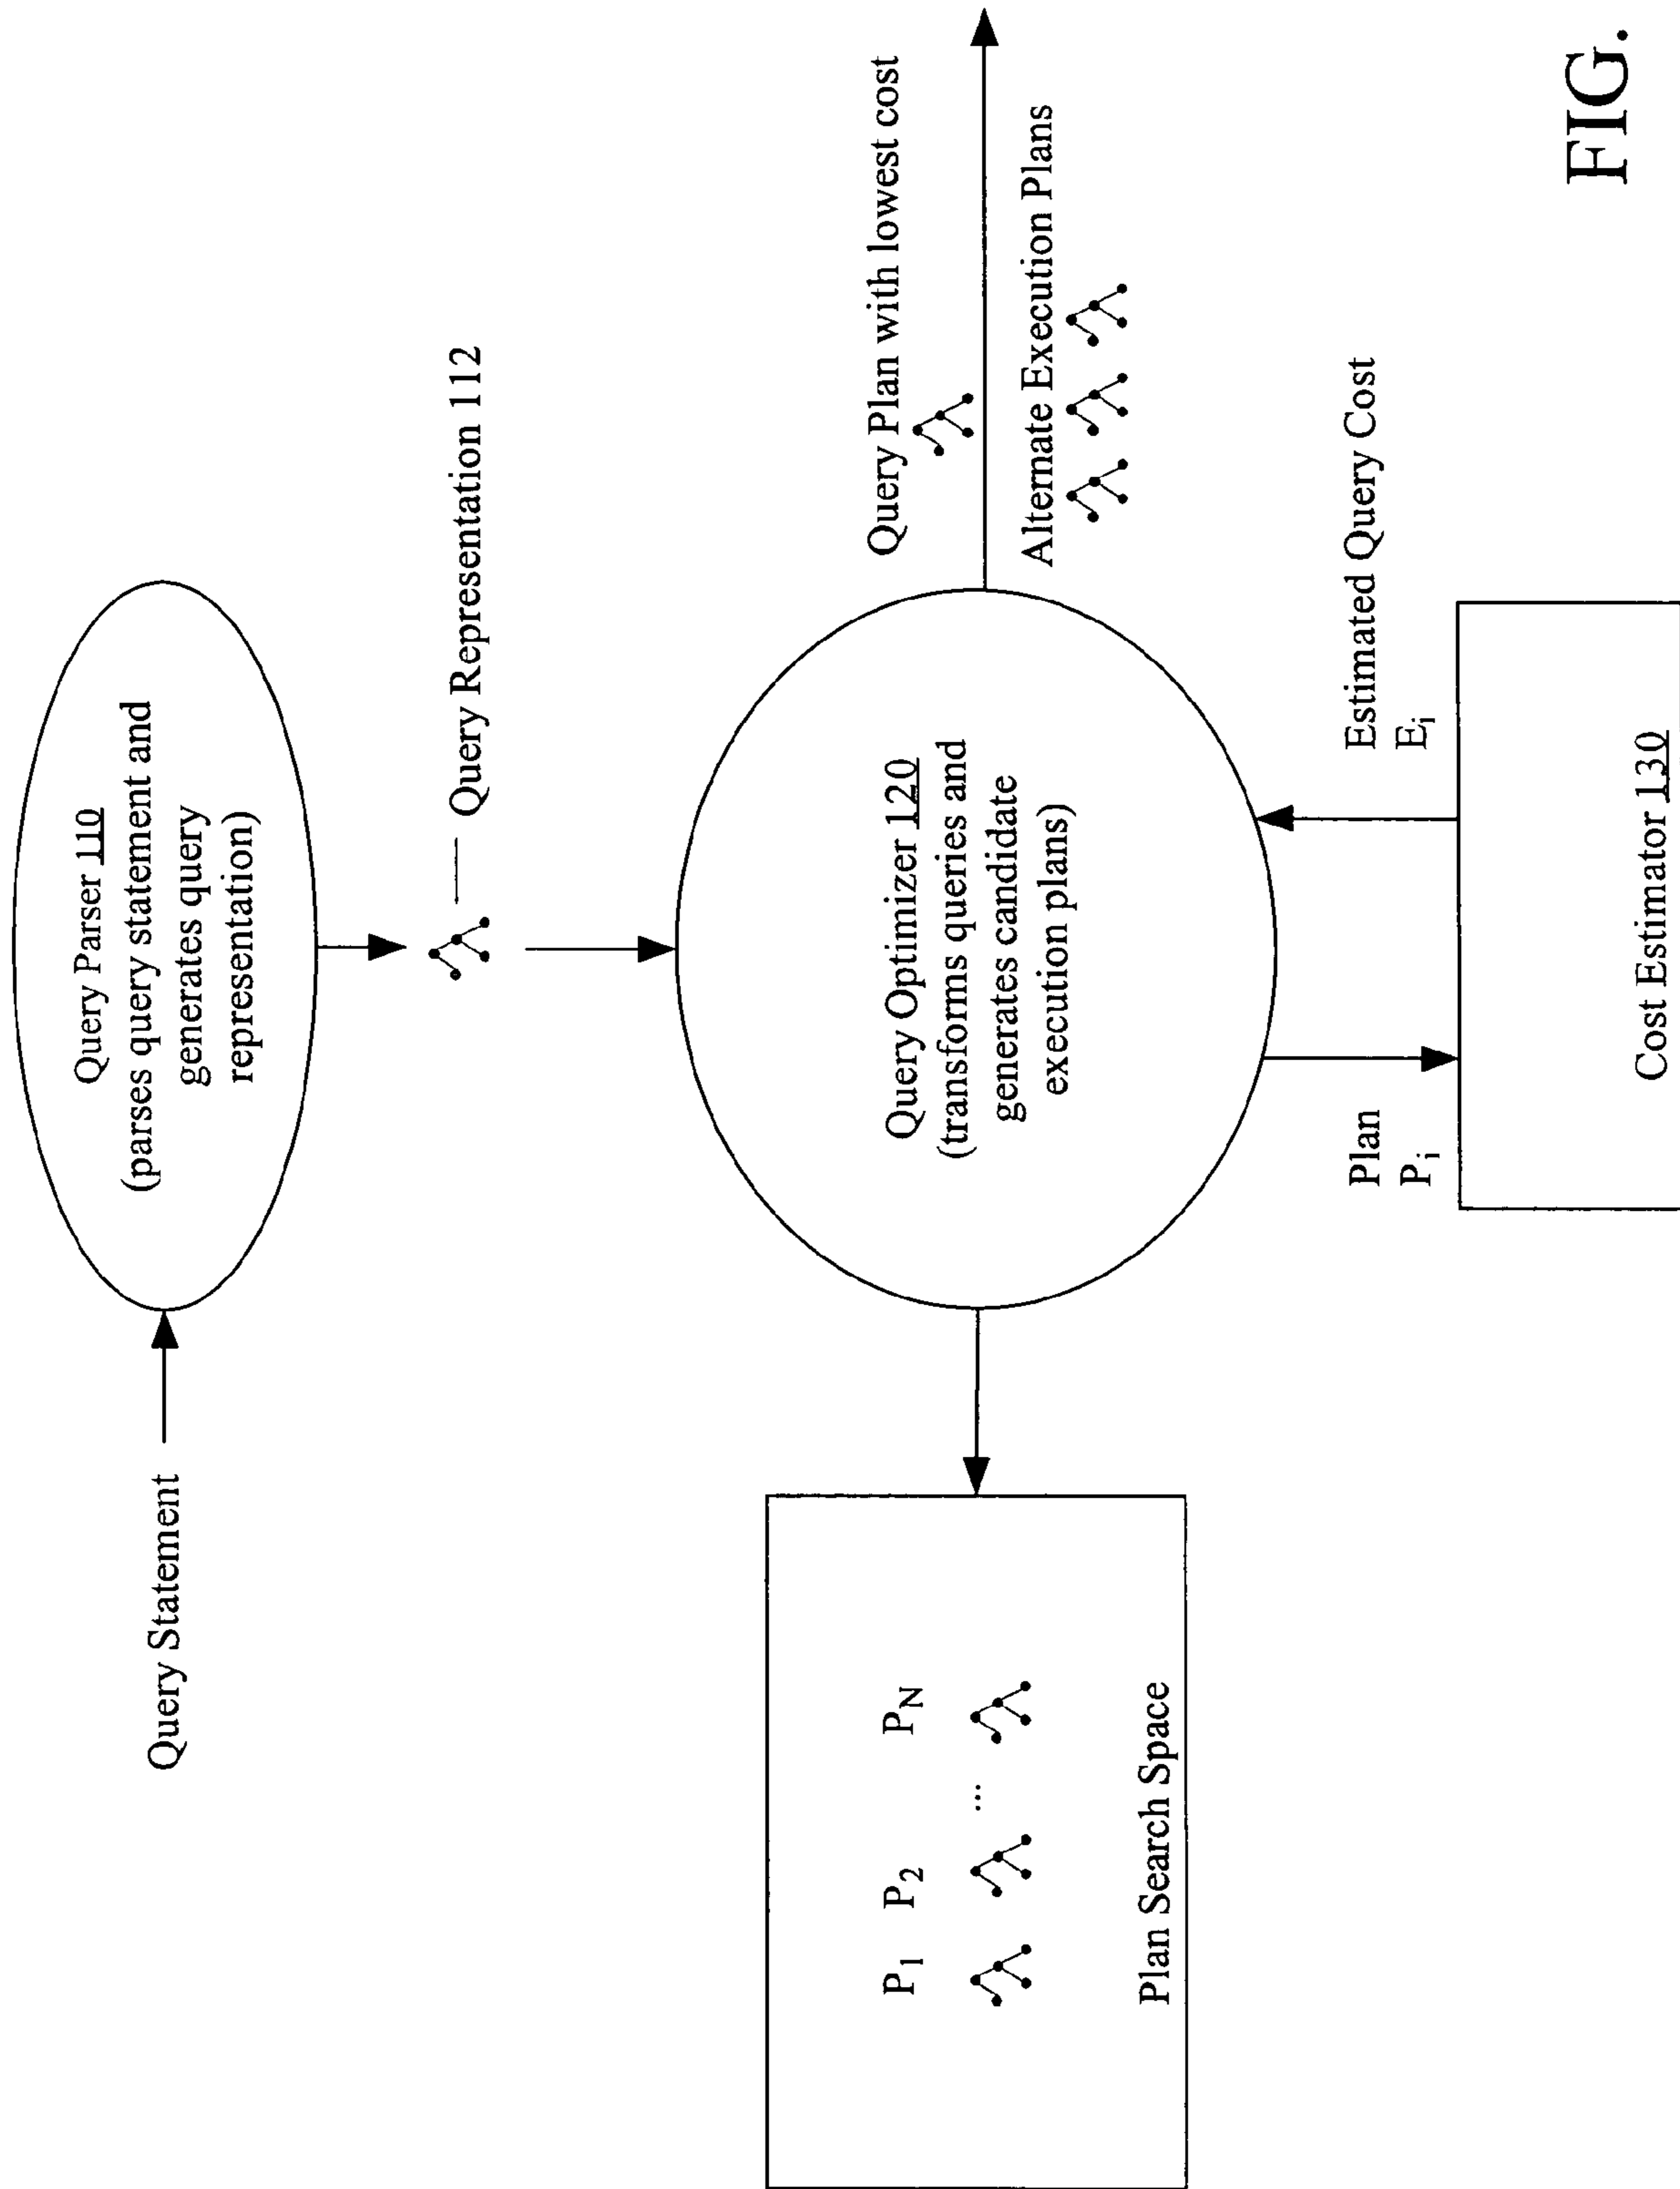 Query Statement
Query Parser 110
(parses query statement and
generates query
representation)
Query Representation 112
Query Optimizer 120
(transforms queries and
generates candidate
execution plans)
Query Plan with lowest cost
Alternate Execution Plans
P1 P2 ... PN
Plan Search Space
Plan
Pi
Estimated Query Cost
Ei
Cost Estimator 130
FIG.